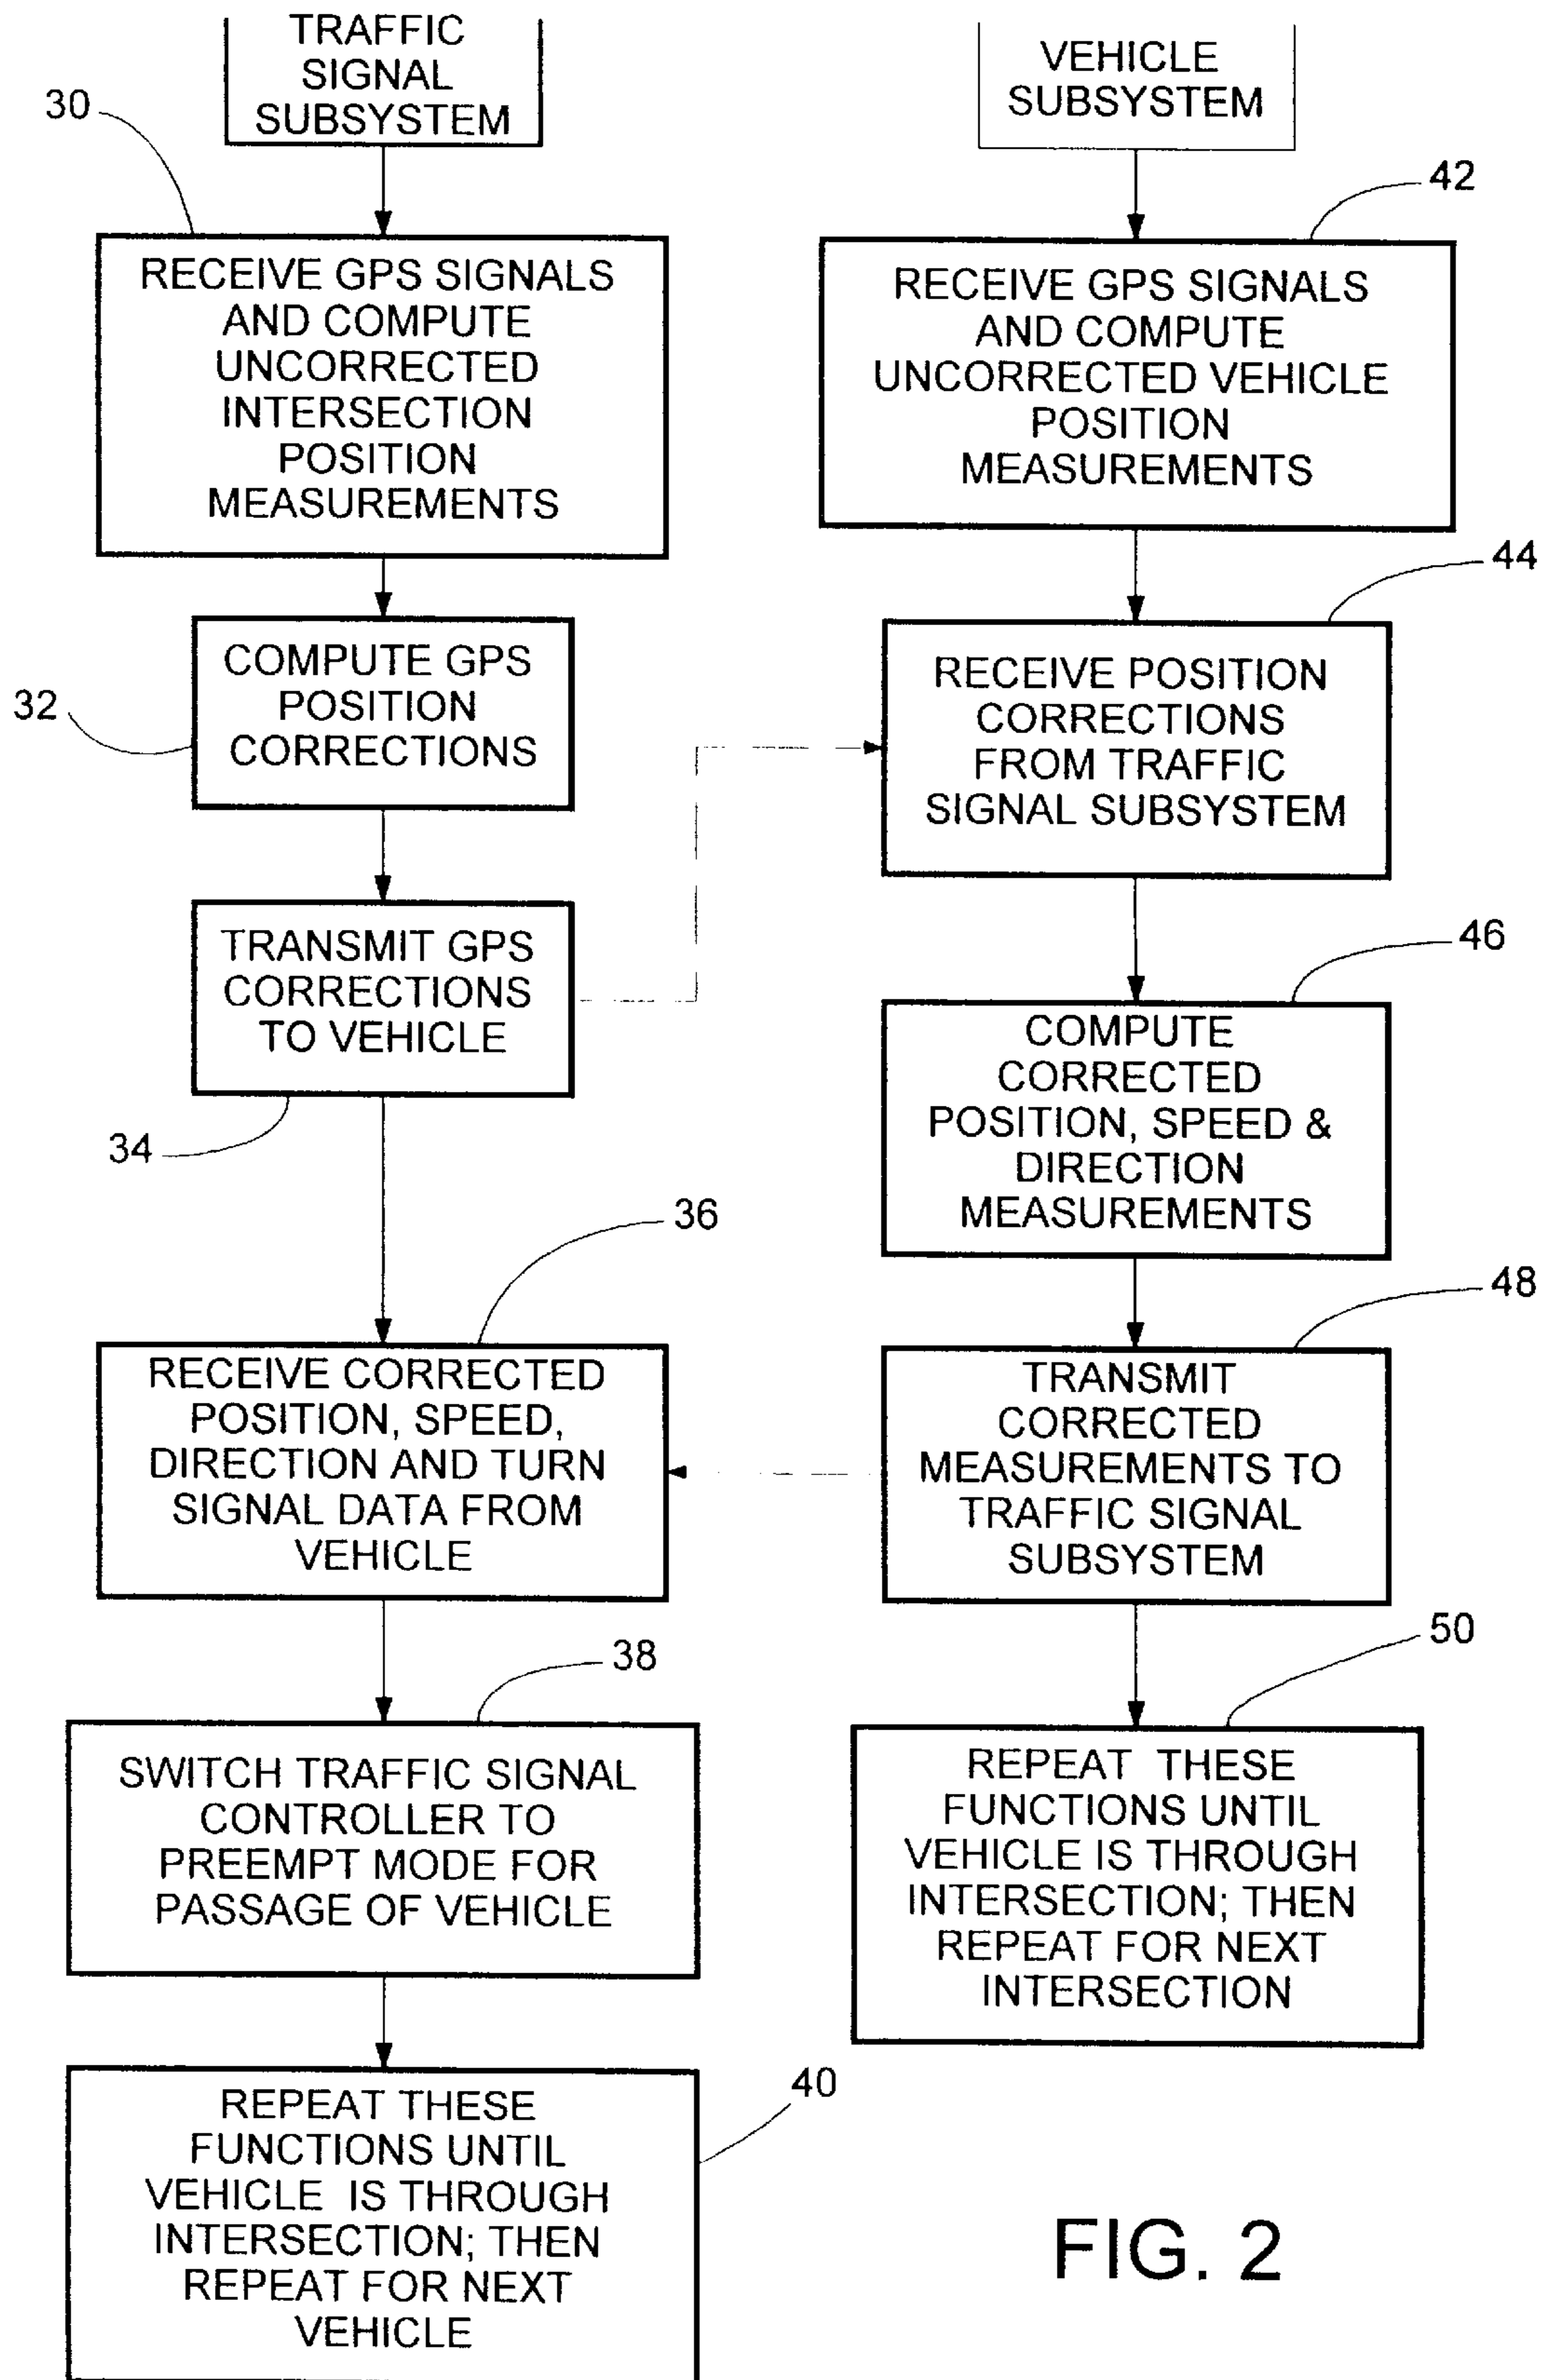 TRAFFIC
SIGNAL
SUBSYSTEM
30
RECEIVE GPS SIGNALS
AND COMPUTE
UNCORRECTED
INTERSECTION
POSITION
MEASUREMENTS
32
COMPUTE GPS
POSITION
CORRECTIONS
TRANSMIT GPS
CORRECTIONS
TO VEHICLE
34
36
RECEIVE CORRECTED
POSITION, SPEED,
DIRECTION AND TURN
SIGNAL DATA FROM
VEHICLE
38
SWITCH TRAFFIC SIGNAL
CONTROLLER TO
PREEMPT MODE FOR
PASSAGE OF VEHICLE
40
REPEAT THESE
FUNCTIONS UNTIL
VEHICLE IS THROUGH
INTERSECTION; THEN
REPEAT FOR NEXT
VEHICLE
VEHICLE
SUBSYSTEM
42
RECEIVE GPS SIGNALS
AND COMPUTE
UNCORRECTED VEHICLE
POSITION
MEASUREMENTS
44
RECEIVE POSITION
CORRECTIONS
FROM TRAFFIC
SIGNAL SUBSYSTEM
46
COMPUTE
CORRECTED
POSITION, SPEED &
DIRECTION
MEASUREMENTS
48
TRANSMIT
CORRECTED
MEASUREMENTS TO
TRAFFIC SIGNAL
SUBSYSTEM
50
REPEAT THESE
FUNCTIONS UNTIL
VEHICLE IS THROUGH
INTERSECTION; THEN
REPEAT FOR NEXT
INTERSECTION
FIG. 2